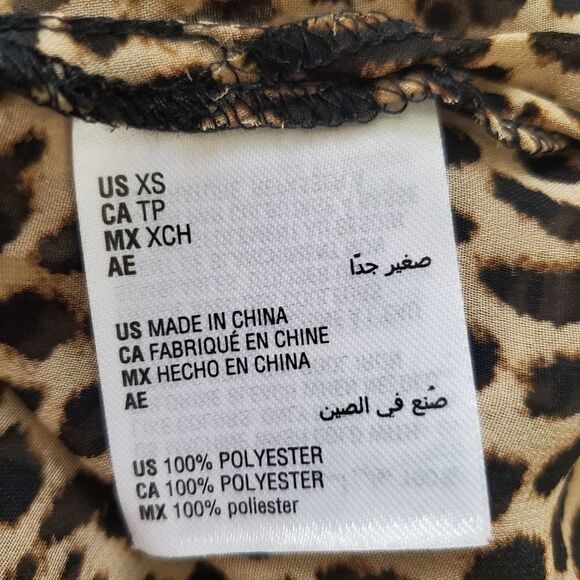 US XS
CA TP
MX XCH
AE صغير جدًا
US MADE IN CHINA
CA FABRIQUÉ EN CHINE
MX HECHO EN CHINA
AE صُنع في الصين
US 100% POLYESTER
CA 100% POLYESTER
MX 100% poliester